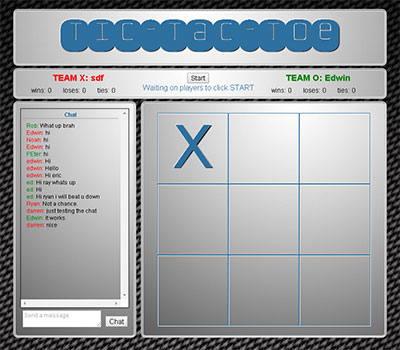 TIC-TAC-TOE
TEAM X: sdf
wins: 0 loses: 0 ties: 0
Start
Waiting on players to click START
TEAM O: Edwin
wins: 0 loses: 0 ties: 0
Chat
Rob: What up brah
Edwin: hi
Noah: hi
Edwin: hi
PEter: hi
edwin: Hi
edwin: Hello
edwin: Hi eric
ed: Hi ray whats up
ed: Hi
ed: Hi ryan i will beat u down
Ryan: Not a chance.
darren: just testing the chat
Edwin: it works
darren: nice
Send a message
Chat
X